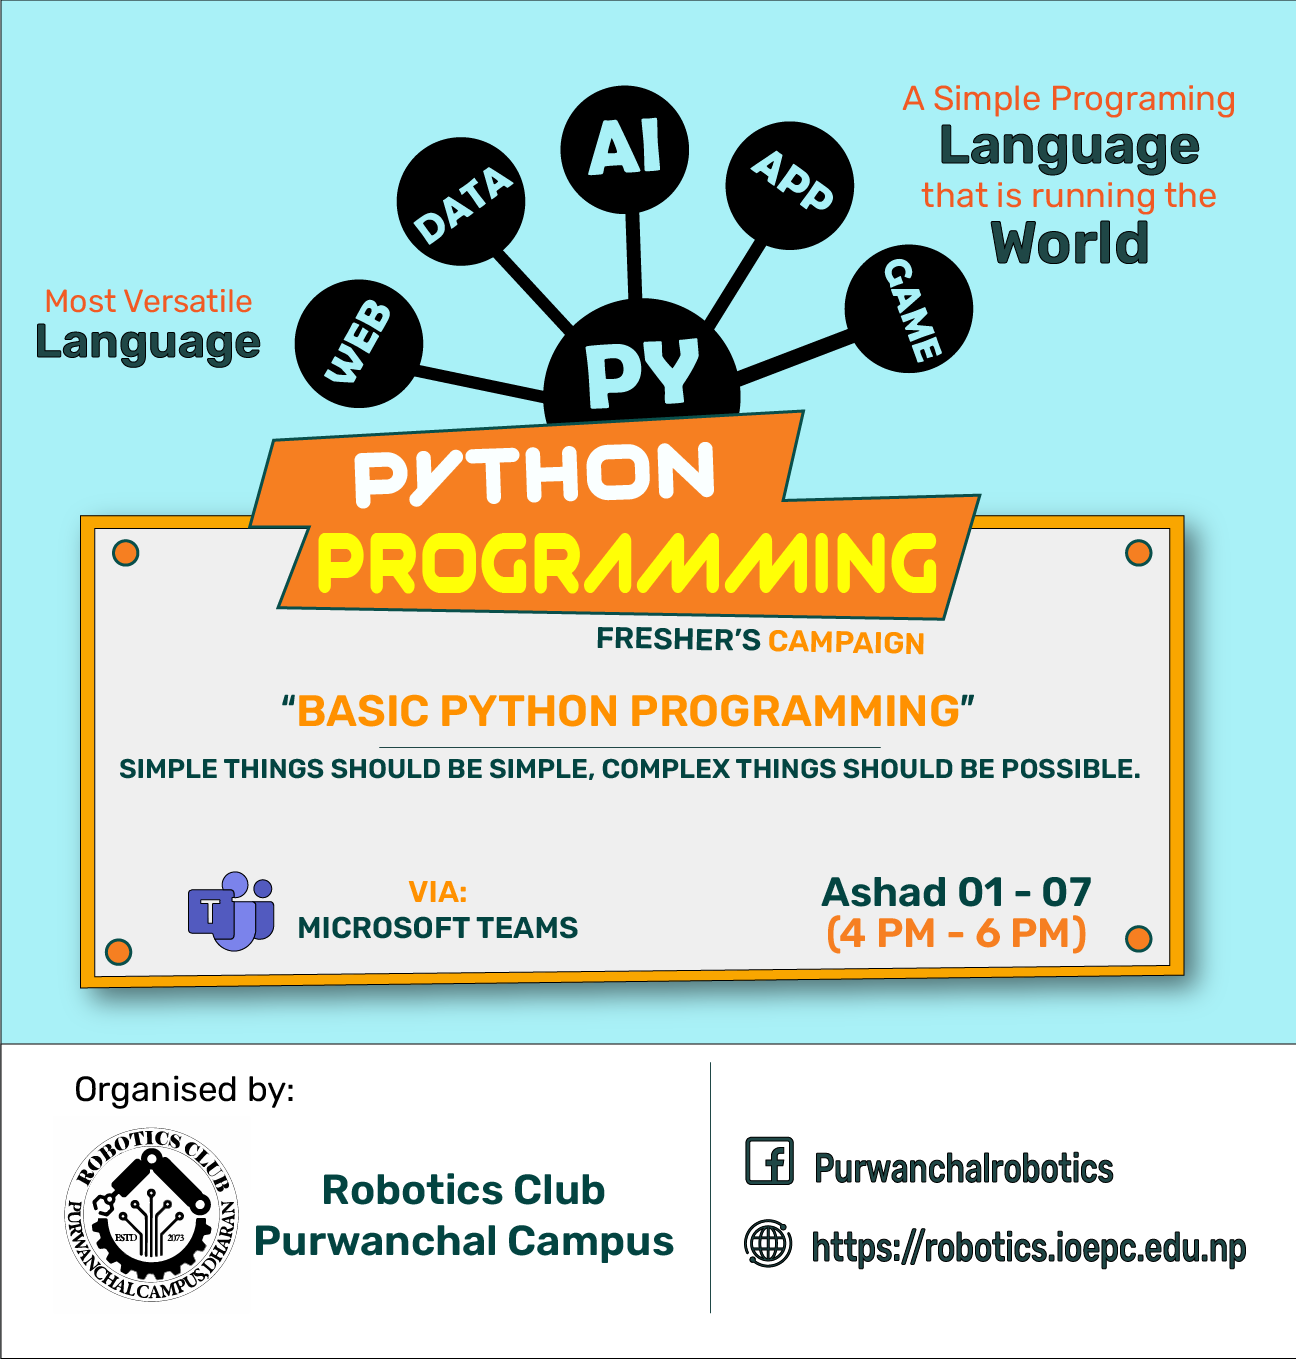 A Simple Programing
Language
that is running the
World
Most Versatile
Language
WEB
DATA
AI
APP
GAME
PY
PYTHON
PROGRAMMING
FRESHER'S CAMPAIGN
“BASIC PYTHON PROGRAMMING”
SIMPLE THINGS SHOULD BE SIMPLE, COMPLEX THINGS SHOULD BE POSSIBLE.
T
VIA:
MICROSOFT TEAMS
Ashad 01 - 07
(4 PM - 6 PM)
Organised by:
ROBOTICS CLUB
ESTD 2073
PURWANCHAL CAMPUS, DHARAN
Robotics Club
Purwanchal Campus
f Purwanchalrobotics
https://robotics.ioepc.edu.np